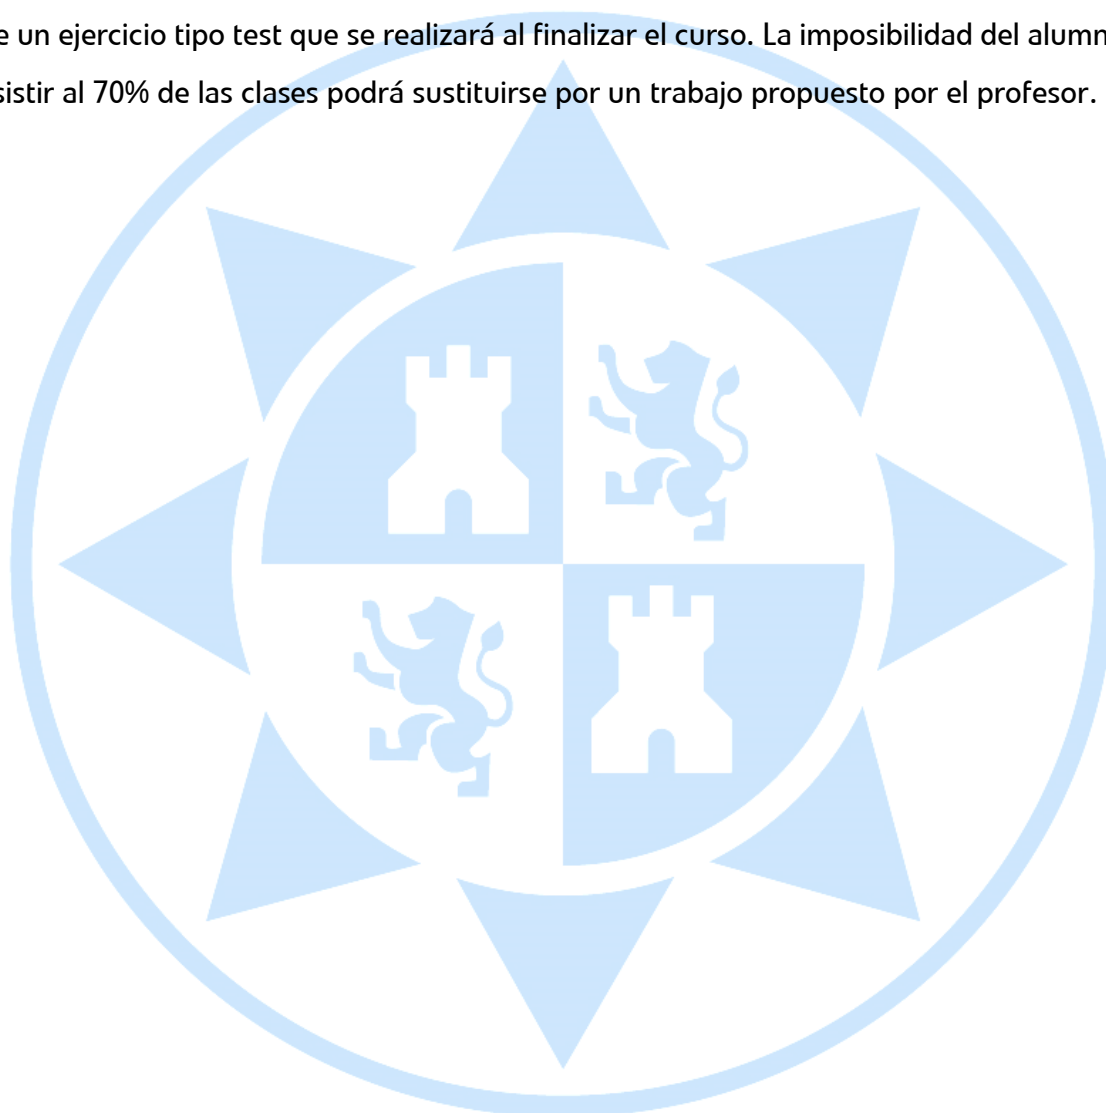 e un ejercicio tipo test que se realizará al finalizar el curso. La imposibilidad del alumn
sistir al 70% de las clases podrá sustituirse por un trabajo propuesto por el profesor.